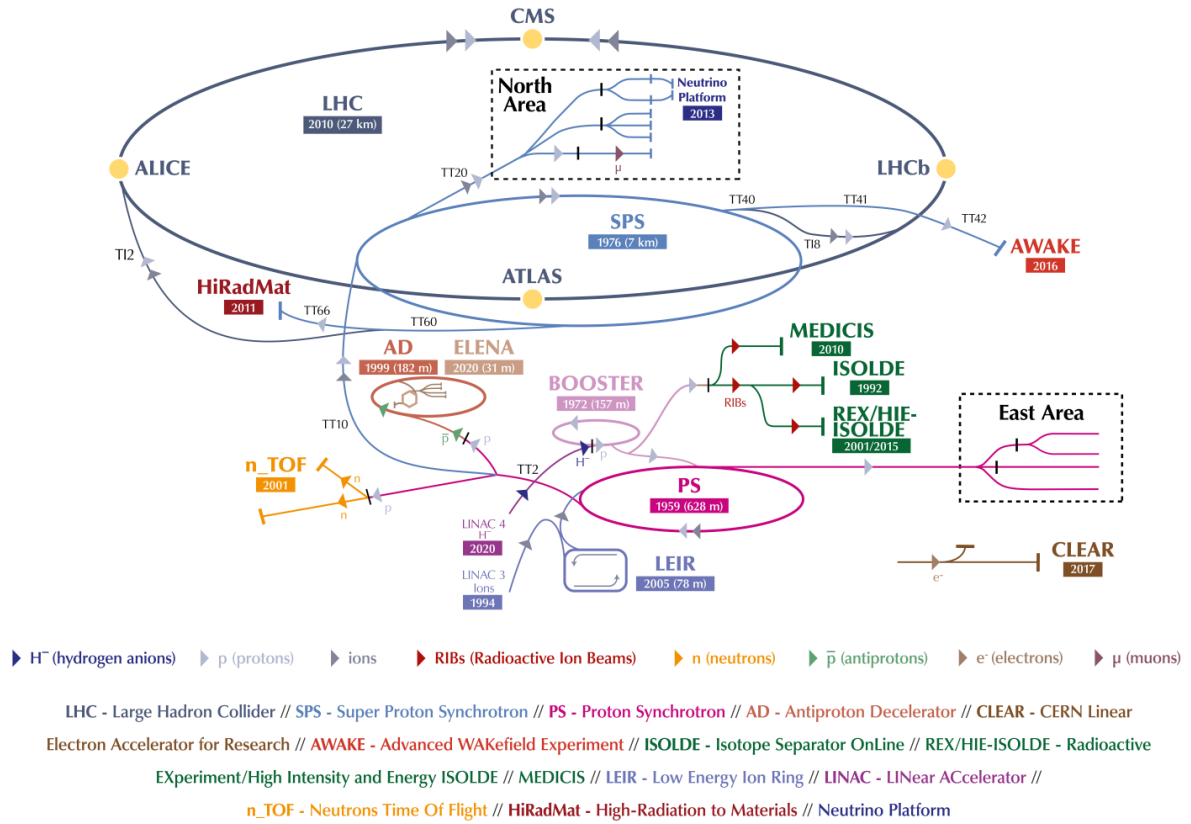 CMS
North
Area
Neutrino
Platform
2013
LHC
2010 (27 km)
ALICE
LHCb
μ
TT20
TT40
TT41
TT42
SPS
1976 (7 km)
TI8
AWAKE
2016
TI2
ATLAS
HiRadMat
2011
TT66
TT60
MEDICIS
2010
AD
1999 (182 m)
ELENA
2020 (31 m)
ISOLDE
1992
BOOSTER
1972 (157 m)
RIBs
REX/HIE-
ISOLDE
2001/2015
East Area
TT10
p̅
p
H⁻
p
n_TOF
2001
n
n
p
TT2
PS
1959 (628 m)
LINAC 4
H⁻
2020
LINAC 3
Ions
1994
LEIR
2005 (78 m)
CLEAR
2017
e⁻
H⁻ (hydrogen anions)
p (protons)
ions
RIBs (Radioactive Ion Beams)
n (neutrons)
p̅ (antiprotons)
e⁻ (electrons)
μ (muons)
LHC - Large Hadron Collider // SPS - Super Proton Synchrotron // PS - Proton Synchrotron // AD - Antiproton Decelerator // CLEAR - CERN Linear
Electron Accelerator for Research // AWAKE - Advanced WAKefield Experiment // ISOLDE - Isotope Separator OnLine // REX/HIE-ISOLDE - Radioactive
EXperiment/High Intensity and Energy ISOLDE // MEDICIS // LEIR - Low Energy Ion Ring // LINAC - LINear ACcelerator //
n_TOF - Neutrons Time Of Flight // HiRadMat - High-Radiation to Materials // Neutrino Platform